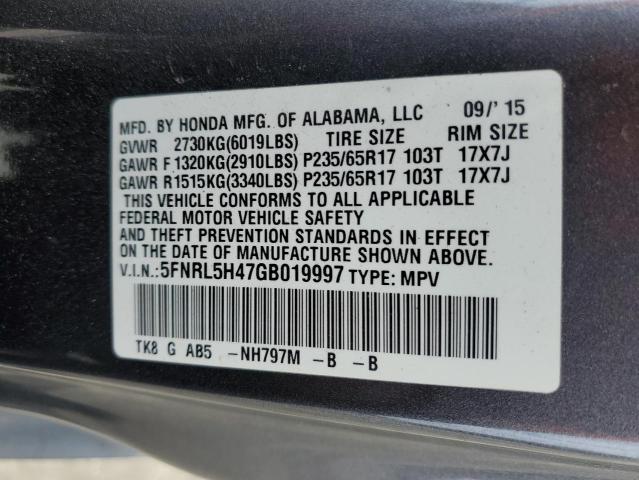 MFD. BY HONDA MFG. OF ALABAMA, LLC 09/' 15
GVWR 2730KG(6019LBS) TIRE SIZE RIM SIZE
GAWR F 1320KG(2910LBS) P235/65R17 103T 17X7J
GAWR R1515KG(3340LBS) P235/65R17 103T 17X7J
THIS VEHICLE CONFORMS TO ALL APPLICABLE
FEDERAL MOTOR VEHICLE SAFETY
AND THEFT PREVENTION STANDARDS IN EFFECT
ON THE DATE OF MANUFACTURE SHOWN ABOVE.
V.I.N.:5FNRL5H47GB019997 TYPE: MPV
TK8 G AB5 -NH797M -B -B